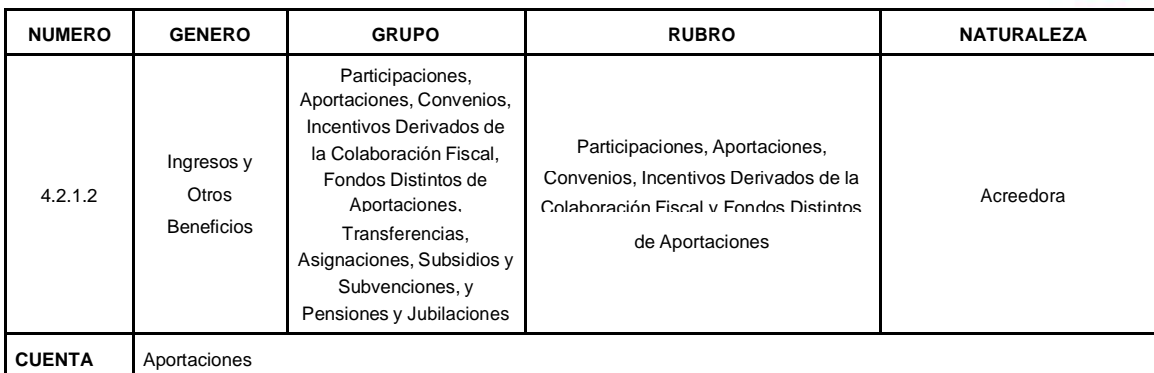 NUMERO GENERO GRUPO RUBRO NATURALEZA
4.2.1.2
Ingresos y
Otros
Beneficios
Participaciones,
Aportaciones, Convenios,
Incentivos Derivados de
la Colaboración Fiscal,
Fondos Distintos de
Aportaciones,
Transferencias,
Asignaciones, Subsidios y
Subvenciones, y
Pensiones y Jubilaciones
Participaciones, Aportaciones,
Convenios, Incentivos Derivados de la
Colaboración Fiscal y Fondos Distintos
de Aportaciones
Acreedora
CUENTA Aportaciones